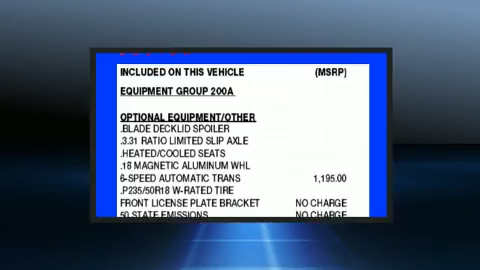 INCLUDED ON THIS VEHICLE (MSRP)
EQUIPMENT GROUP 200A
OPTIONAL EQUIPMENT/OTHER
.BLADE DECKLID SPOILER
.3.31 RATIO LIMITED SLIP AXLE
.HEATED/COOLED SEATS
.18 MAGNETIC ALUMINUM WHL
6-SPEED AUTOMATIC TRANS 1,195.00
.P235/50R18 W-RATED TIRE
FRONT LICENSE PLATE BRACKET NO CHARGE
50 STATE EMISSIONS NO CHARGE